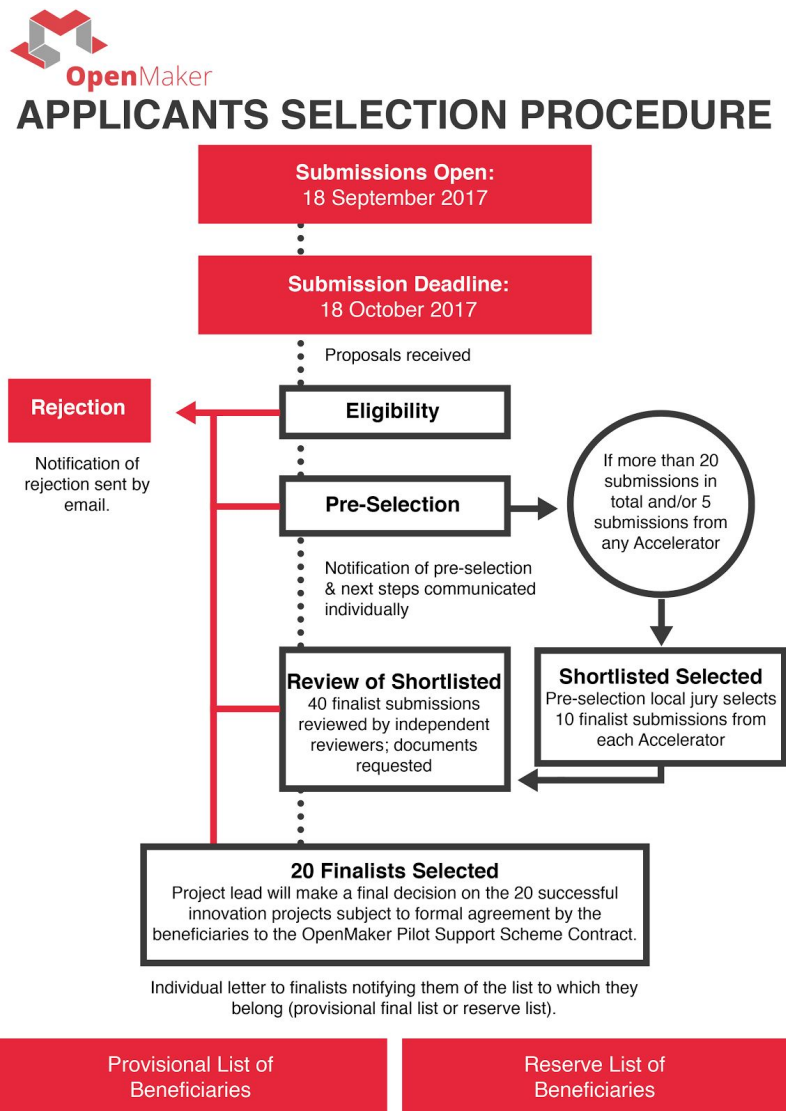 OpenMaker
APPLICANTS SELECTION PROCEDURE
Submissions Open:
18 September 2017
Submission Deadline:
18 October 2017
Proposals received
Rejection
Notification of
rejection sent by
email.
Eligibility
Pre-Selection
If more than 20
submissions in
total and/or 5
submissions from
any Accelerator
Notification of pre-selection
& next steps communicated
individually
Review of Shortlisted
40 finalist submissions
reviewed by independent
reviewers; documents
requested
Shortlisted Selected
Pre-selection local jury selects
10 finalist submissions from
each Accelerator
20 Finalists Selected
Project lead will make a final decision on the 20 successful
innovation projects subject to formal agreement by the
beneficiaries to the OpenMaker Pilot Support Scheme Contract.
Individual letter to finalists notifying them of the list to which they
belong (provisional final list or reserve list).
Provisional List of
Beneficiaries
Reserve List of
Beneficiaries